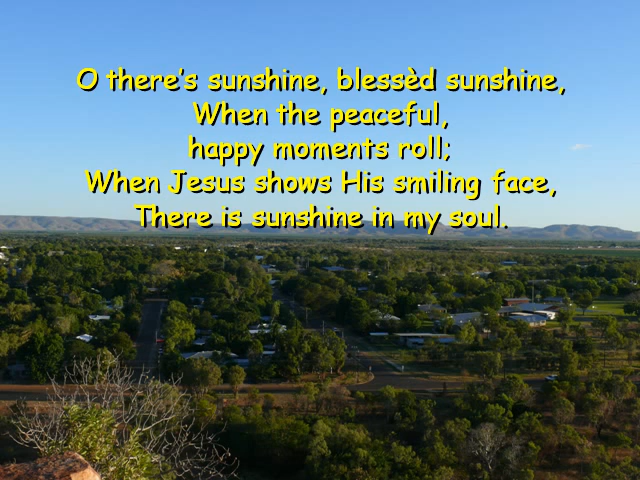 O there's sunshine, blessèd sunshine,
When the peaceful,
happy moments roll;
When Jesus shows His smiling face,
There is sunshine in my soul.